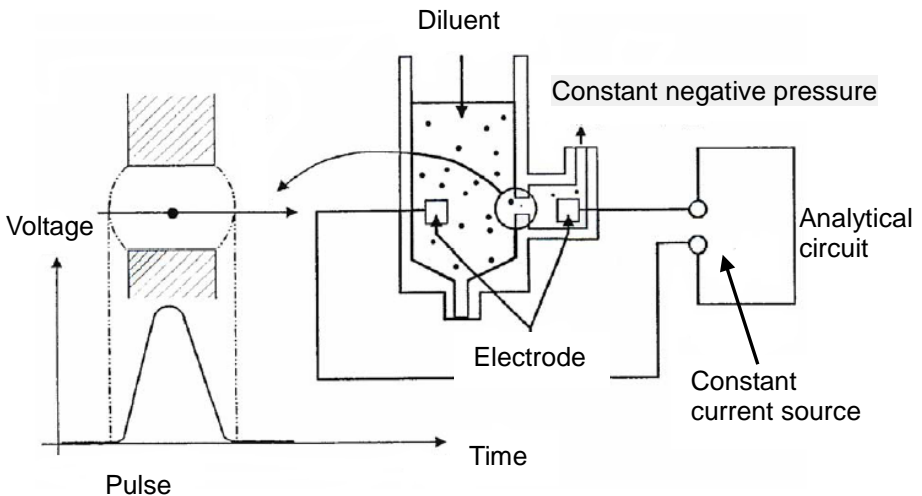 Diluent
Constant negative pressure
Voltage
Analytical
circuit
Electrode
Constant
current source
Time
Pulse